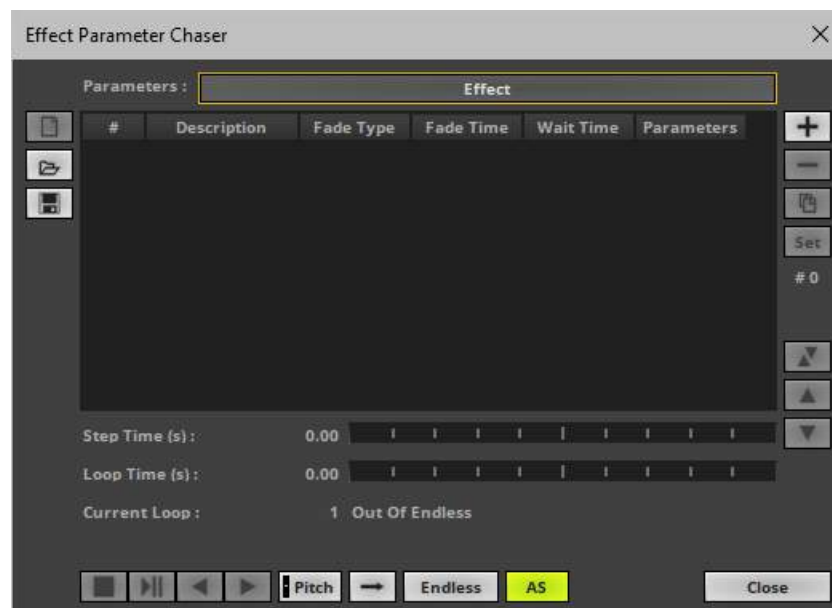 Effect Parameter Chaser
Parameters : Effect
# Description Fade Type Fade Time Wait Time Parameters
Set
# 0
Step Time (s) : 0.00
Loop Time (s) : 0.00
Current Loop : 1 Out Of Endless
Pitch Endless AS Close